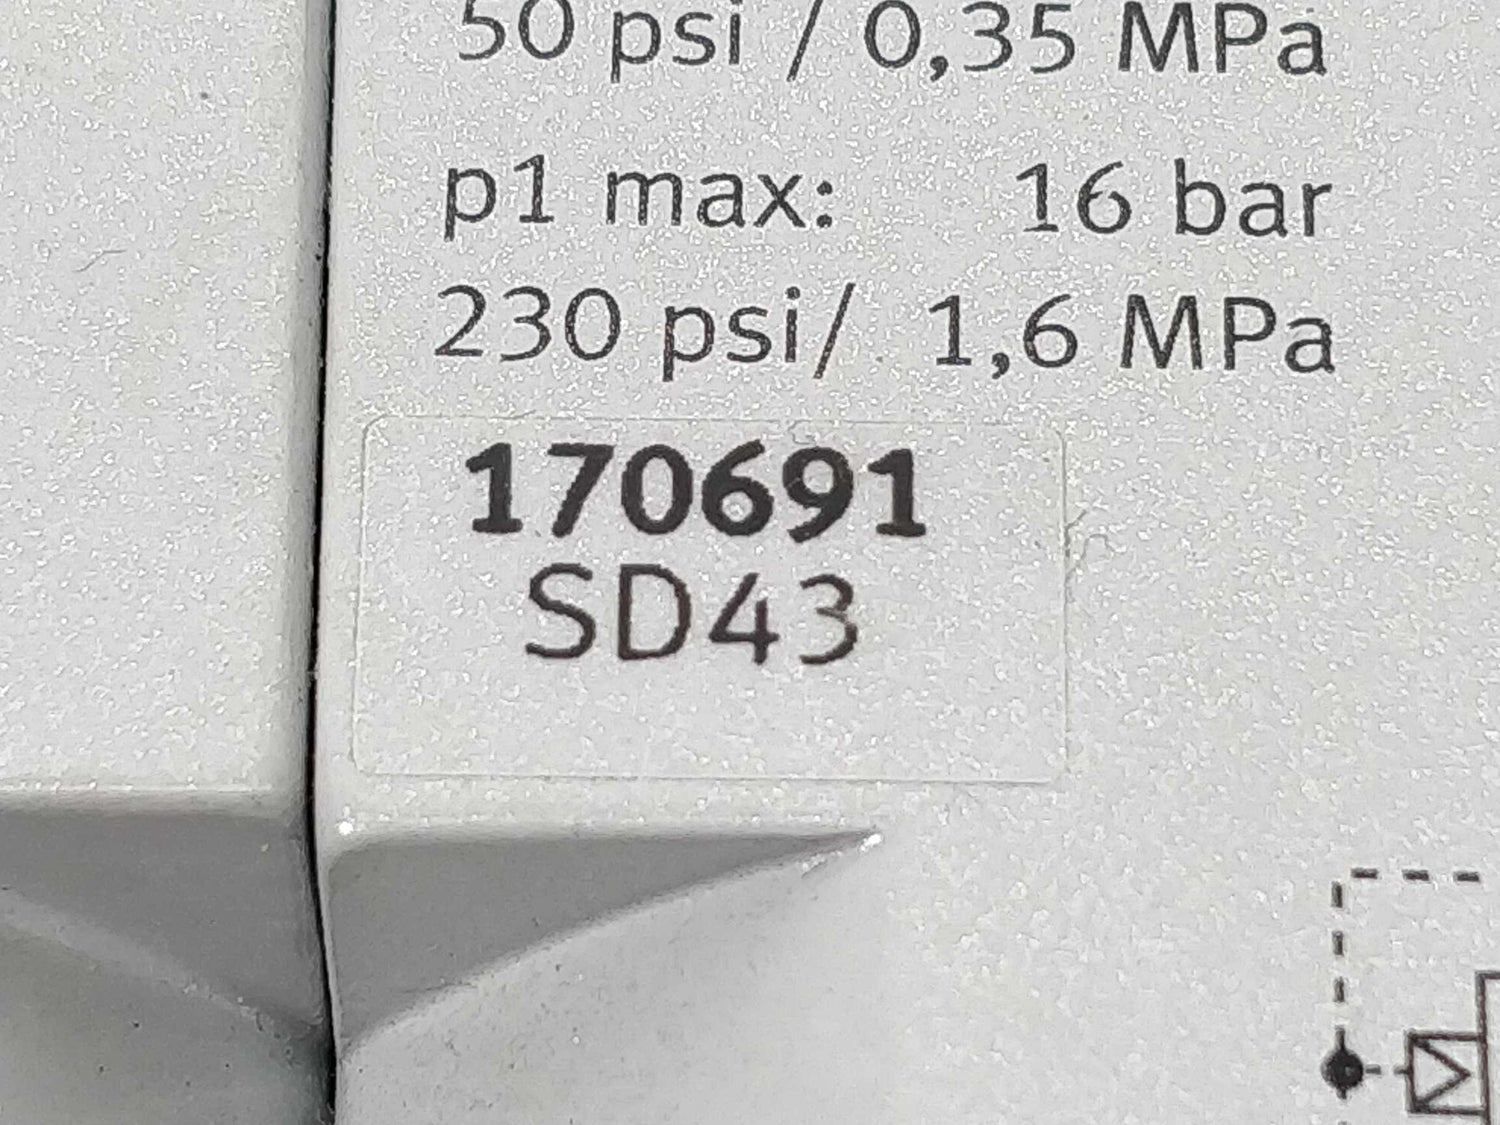 50 psi / 0,35 MPa
p1 max: 16 bar
230 psi/ 1,6 MPa
170691
SD43